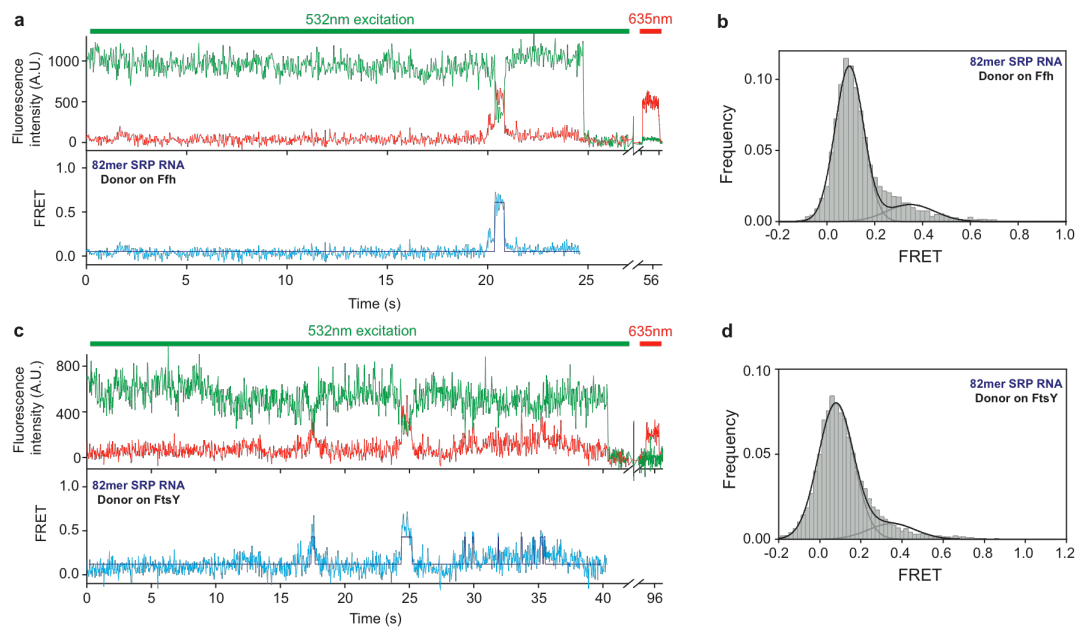 a
532nm excitation
635nm
Fluorescence
intensity (A.U.)
1000
500
0
82mer SRP RNA
Donor on Ffh
FRET
1.0
0.5
0.0
0 5 10 15 20 25 56
Time (s)
b
82mer SRP RNA
Donor on Ffh
Frequency
0.10
0.05
0.00
-0.2 0.0 0.2 0.4 0.6 0.8 1.0
FRET
c
532nm excitation
635nm
Fluorescence
intensity (A.U.)
800
400
0
82mer SRP RNA
Donor on FtsY
FRET
1.0
0.5
0.0
0 5 10 15 20 25 30 35 40 96
Time (s)
d
82mer SRP RNA
Donor on FtsY
Frequency
0.10
0.05
0.00
-0.2 0.0 0.2 0.4 0.6 0.8 1.0 1.2
FRET